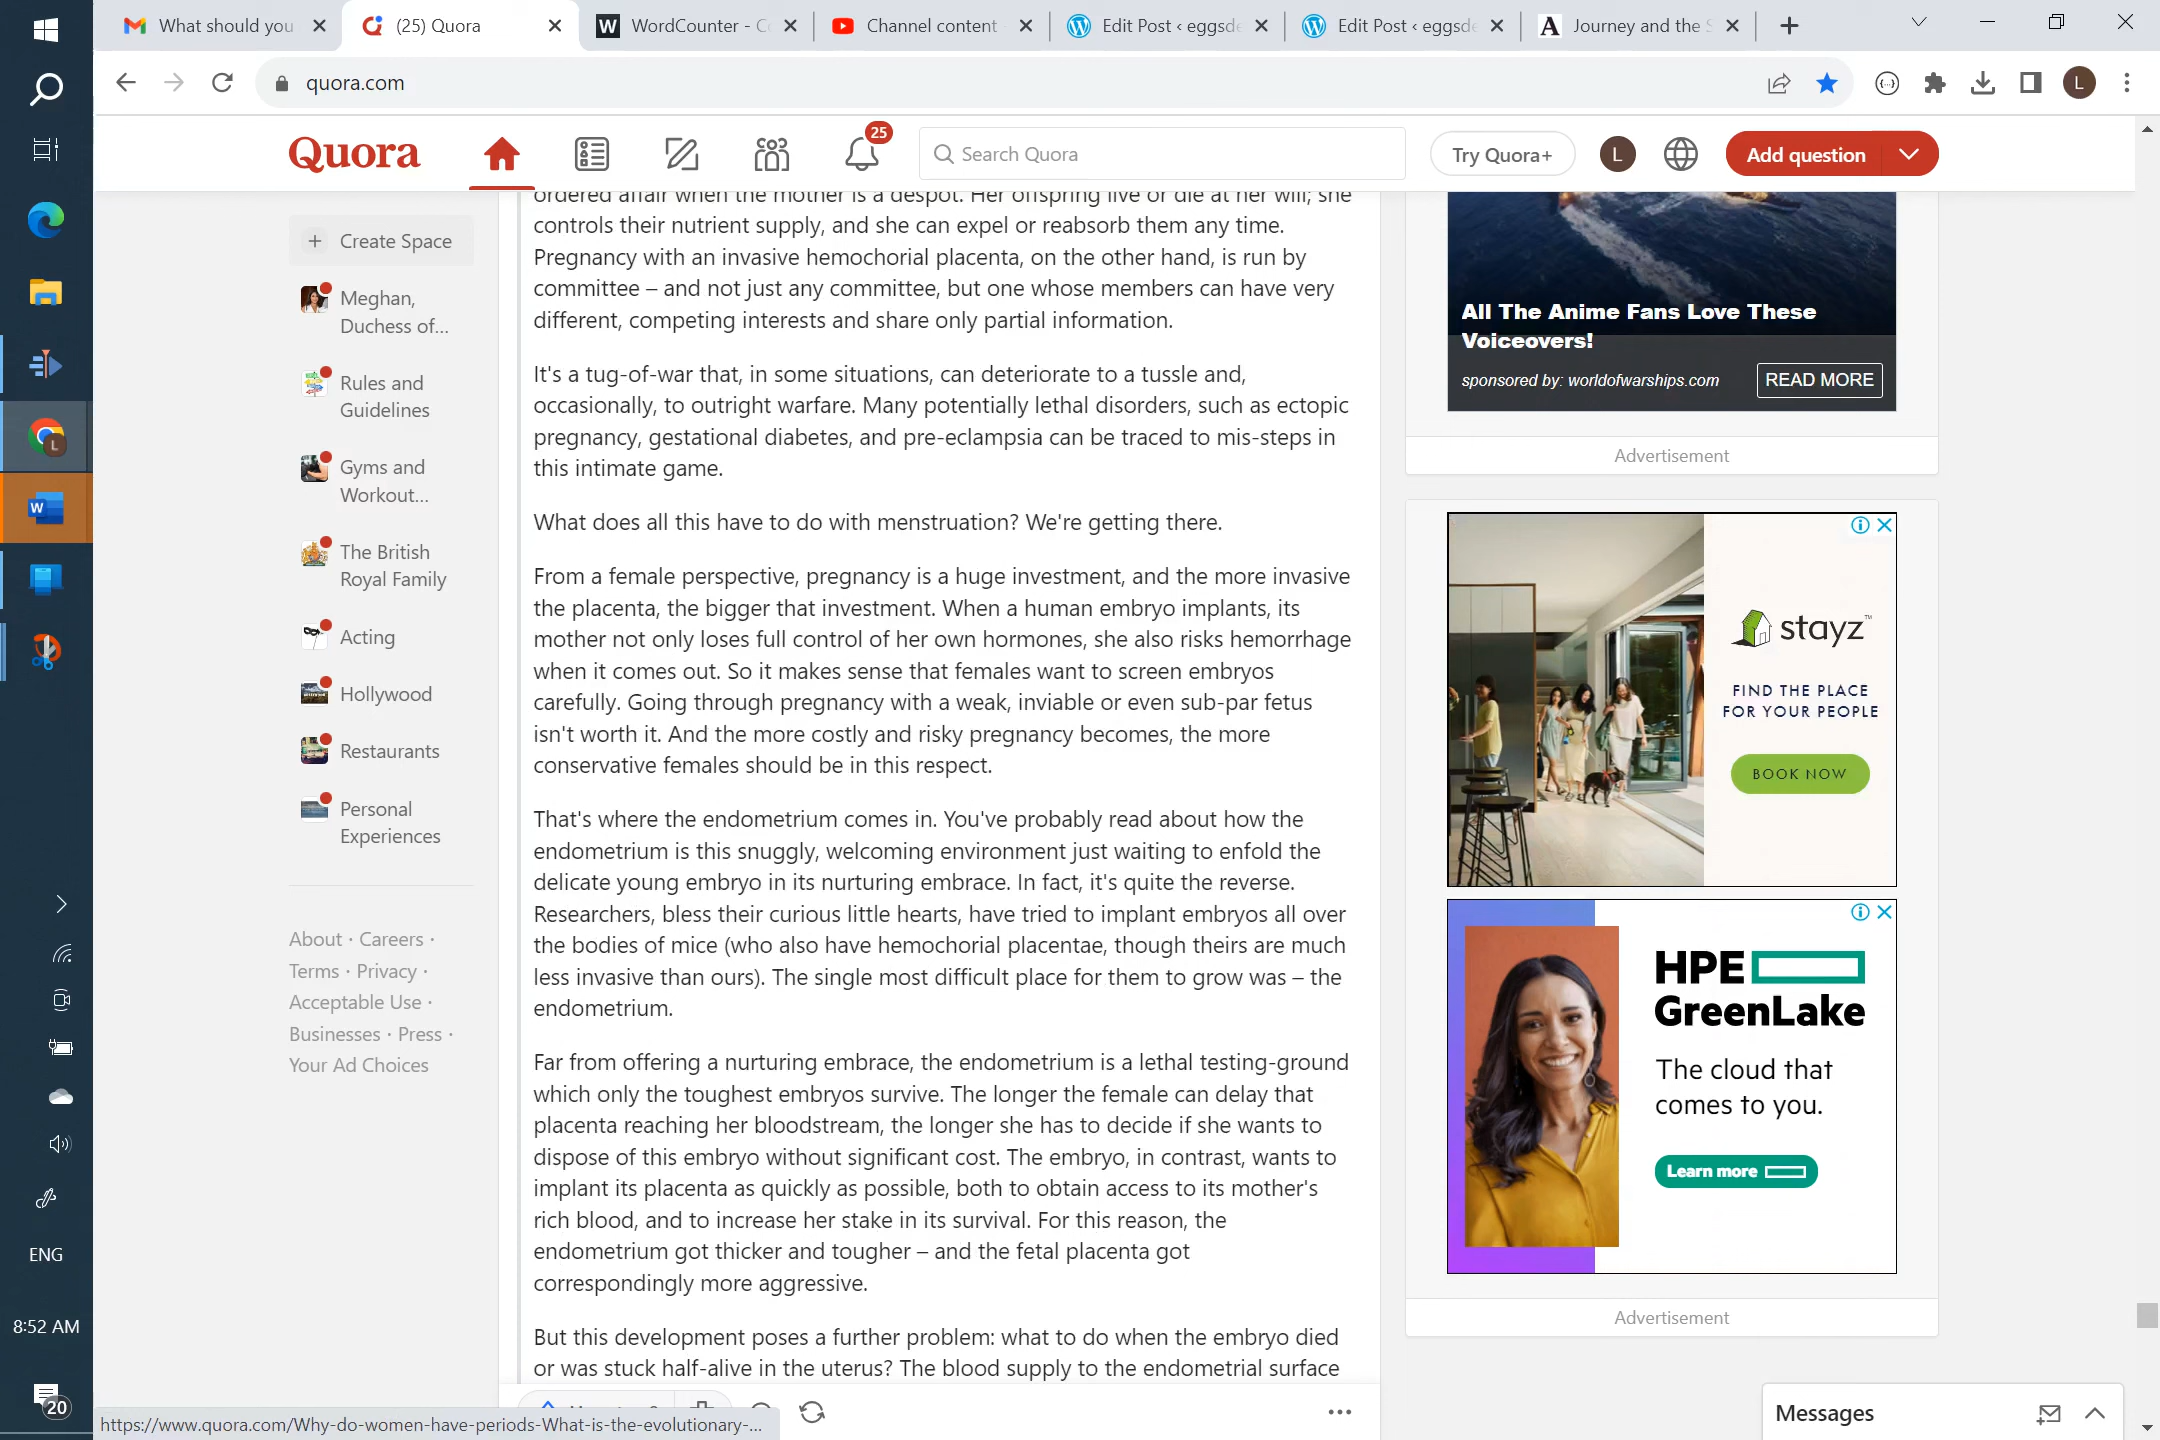 What should you
(25) Quora
WordCounter - Co
Channel content
Edit Post ‹ eggsde
Edit Post ‹ eggsde
Journey and the S
quora.com
L
Quora
25
Search Quora
Try Quora+
L
Add question
Create Space
Meghan,
Duchess of...
Rules and
Guidelines
Gyms and
Workout...
The British
Royal Family
Acting
Hollywood
Restaurants
Personal
Experiences
About · Careers ·
Terms · Privacy ·
Acceptable Use ·
Businesses · Press ·
Your Ad Choices
ordered affair when the mother is a despot. Her offspring live or die at her will; she
controls their nutrient supply, and she can expel or reabsorb them any time.
Pregnancy with an invasive hemochorial placenta, on the other hand, is run by
committee – and not just any committee, but one whose members can have very
different, competing interests and share only partial information.
It's a tug-of-war that, in some situations, can deteriorate to a tussle and,
occasionally, to outright warfare. Many potentially lethal disorders, such as ectopic
pregnancy, gestational diabetes, and pre-eclampsia can be traced to mis-steps in
this intimate game.
What does all this have to do with menstruation? We're getting there.
From a female perspective, pregnancy is a huge investment, and the more invasive
the placenta, the bigger that investment. When a human embryo implants, its
mother not only loses full control of her own hormones, she also risks hemorrhage
when it comes out. So it makes sense that females want to screen embryos
carefully. Going through pregnancy with a weak, inviable or even sub-par fetus
isn't worth it. And the more costly and risky pregnancy becomes, the more
conservative females should be in this respect.
That's where the endometrium comes in. You've probably read about how the
endometrium is this snuggly, welcoming environment just waiting to enfold the
delicate young embryo in its nurturing embrace. In fact, it's quite the reverse.
Researchers, bless their curious little hearts, have tried to implant embryos all over
the bodies of mice (who also have hemochorial placentae, though theirs are much
less invasive than ours). The single most difficult place for them to grow was – the
endometrium.
Far from offering a nurturing embrace, the endometrium is a lethal testing-ground
which only the toughest embryos survive. The longer the female can delay that
placenta reaching her bloodstream, the longer she has to decide if she wants to
dispose of this embryo without significant cost. The embryo, in contrast, wants to
implant its placenta as quickly as possible, both to obtain access to its mother's
rich blood, and to increase her stake in its survival. For this reason, the
endometrium got thicker and tougher – and the fetal placenta got
correspondingly more aggressive.
But this development poses a further problem: what to do when the embryo died
or was stuck half-alive in the uterus? The blood supply to the endometrial surface
All The Anime Fans Love These
Voiceovers!
sponsored by: worldofwarships.com
READ MORE
Advertisement
stayz™
FIND THE PLACE
FOR YOUR PEOPLE
BOOK NOW
HPE
GreenLake
The cloud that
comes to you.
Learn more
Advertisement
Messages
https://www.quora.com/Why-do-women-have-periods-What-is-the-evolutionary-...
ENG
8:52 AM
20